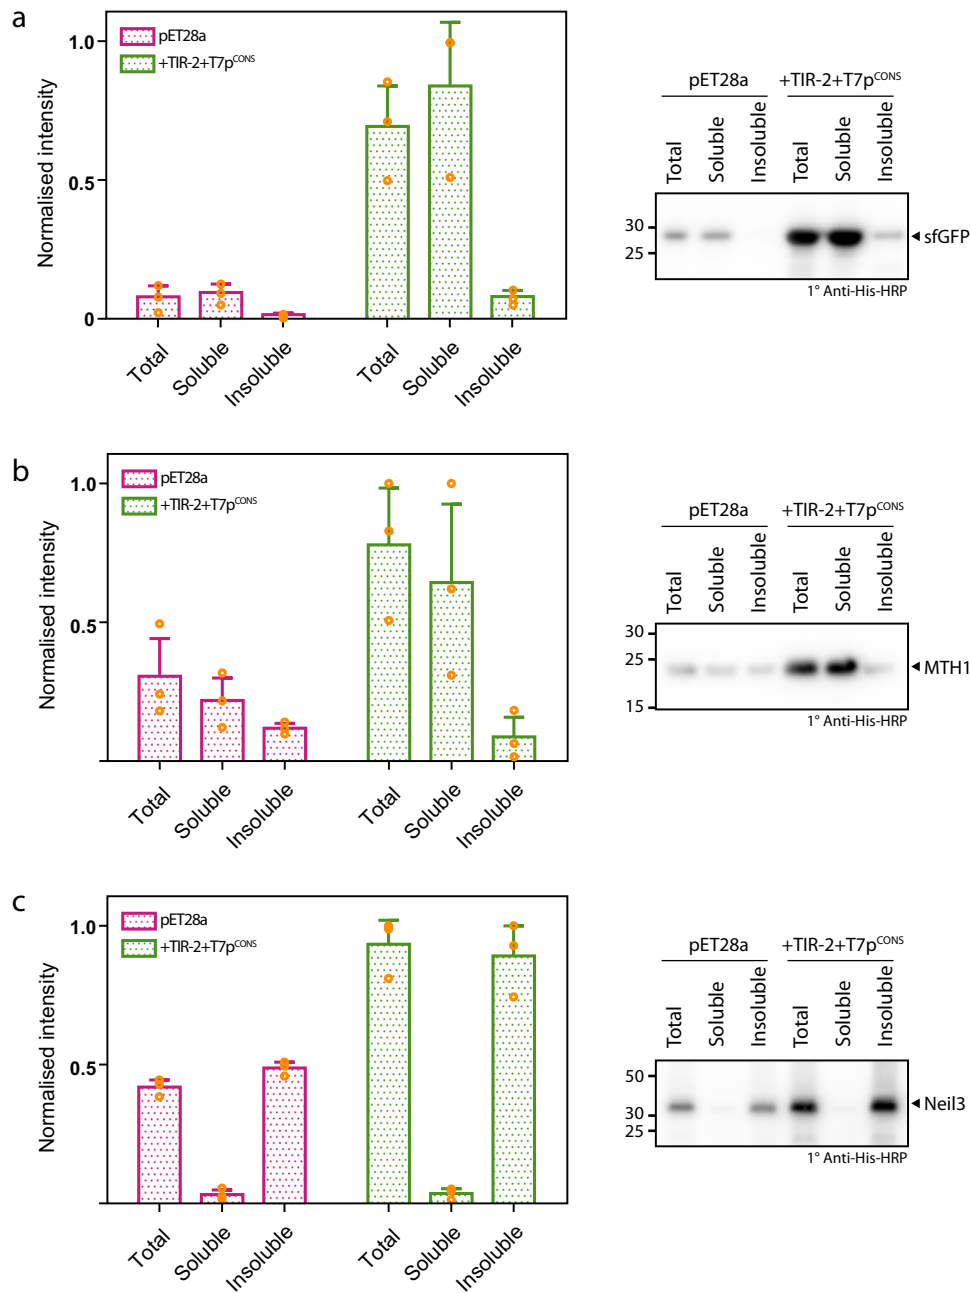 a
pET28a
+TIR-2+T7pCONS
Normalised intensity
1.0
0.5
0
Total
Soluble
Insoluble
Total
Soluble
Insoluble
pET28a
+TIR-2+T7pCONS
Total
Soluble
Insoluble
Total
Soluble
Insoluble
30
25
sfGFP
1° Anti-His-HRP
b
pET28a
+TIR-2+T7pCONS
Normalised intensity
1.0
0.5
Total
Soluble
Insoluble
Total
Soluble
Insoluble
pET28a
+TIR-2+T7pCONS
Total
Soluble
Insoluble
Total
Soluble
Insoluble
30
25
15
MTH1
1° Anti-His-HRP
c
pET28a
+TIR-2+T7pCONS
Normalised intensity
1.0
0.5
Total
Soluble
Insoluble
Total
Soluble
Insoluble
pET28a
+TIR-2+T7pCONS
Total
Soluble
Insoluble
Total
Soluble
Insoluble
50
30
25
Neil3
1° Anti-His-HRP